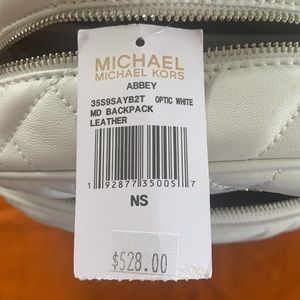 MICHAEL
MICHAEL KORS
ABBEY
35S9SAYB2T OPTIC WHITE
MD BACKPACK
LEATHER
1 92877 35005 7
NS
$528.00